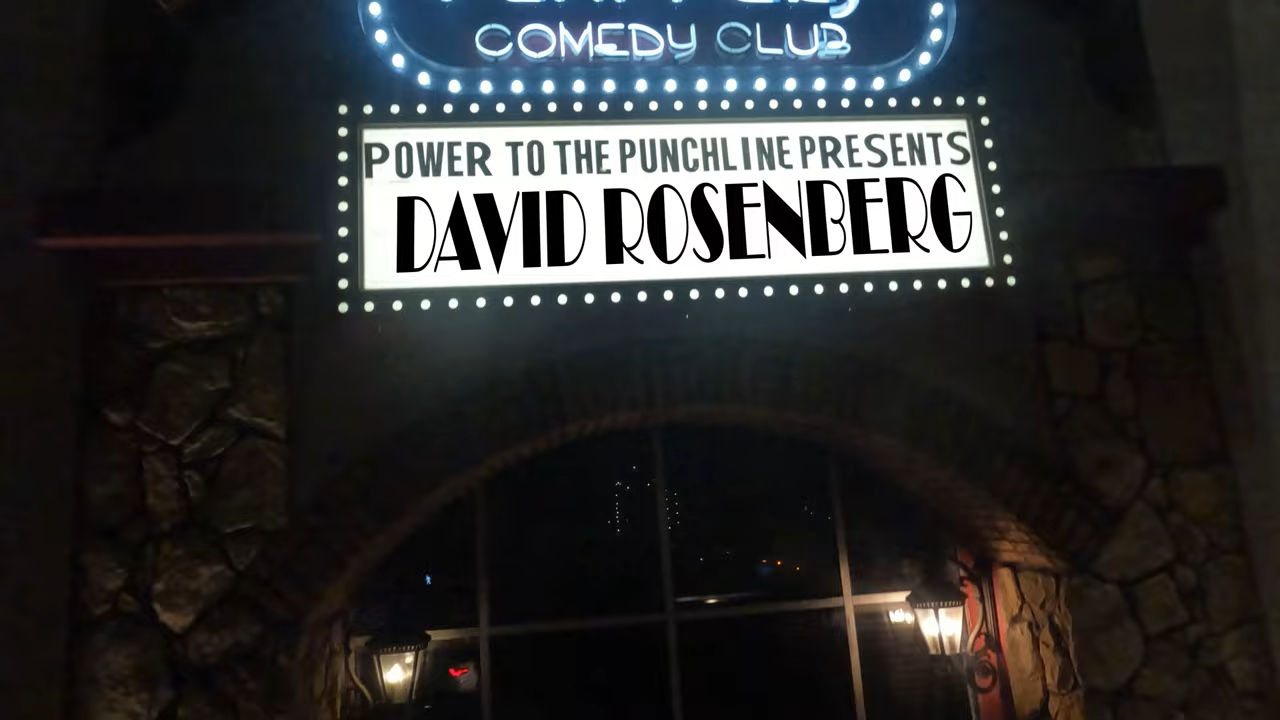 COMEDY CLUB
POWER TO THE PUNCHLINE PRESENTS
DAVID ROSENBERG